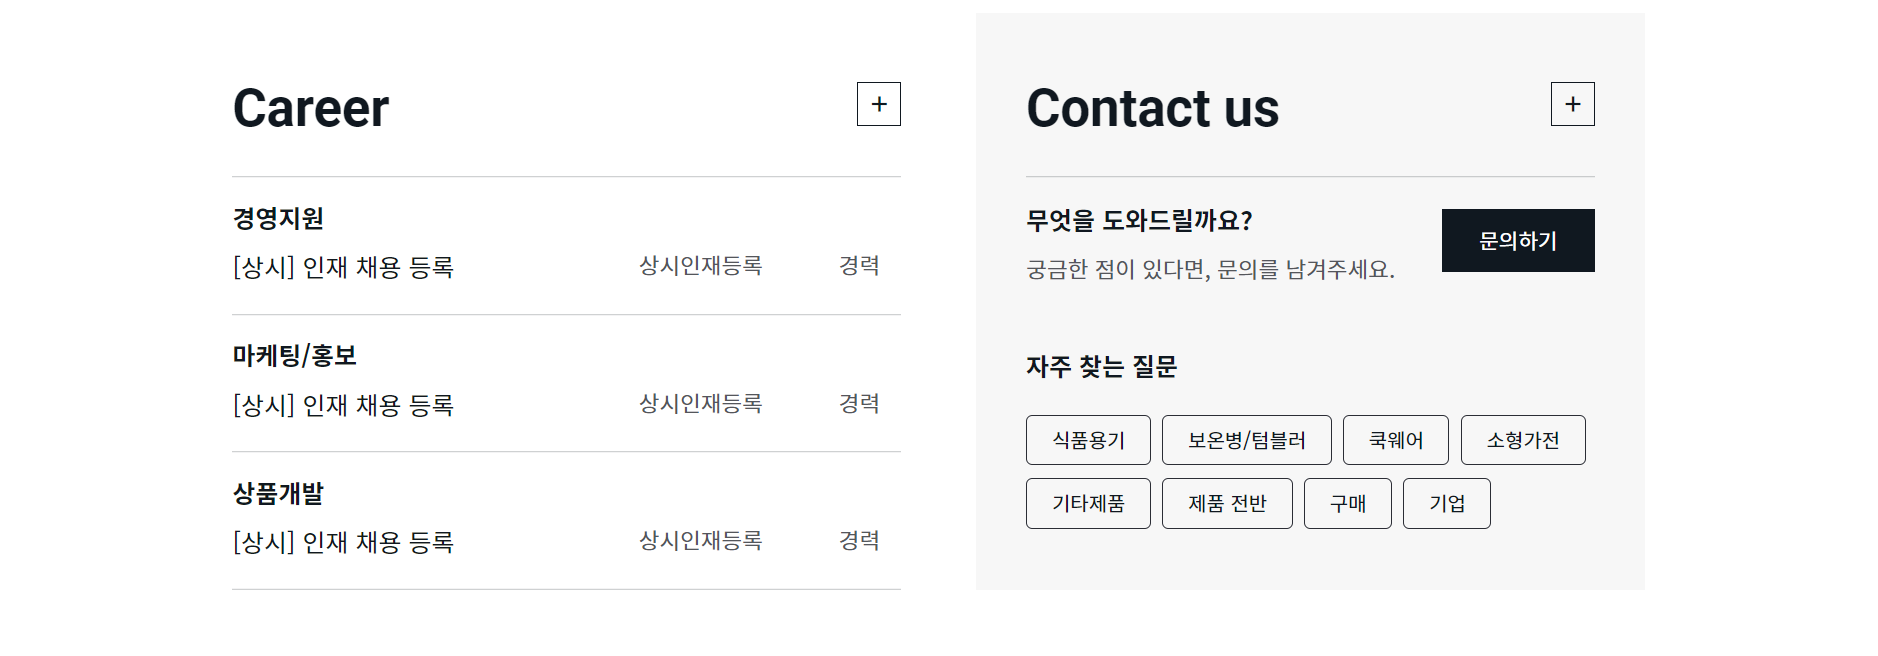 Career
+
경영지원
[상시] 인재 채용 등록 상시인재등록 경력
마케팅/홍보
[상시] 인재 채용 등록 상시인재등록 경력
상품개발
[상시] 인재 채용 등록 상시인재등록 경력
Contact us
+
무엇을 도와드릴까요?
궁금한 점이 있다면, 문의를 남겨주세요.
문의하기
자주 찾는 질문
식품용기 보온병/텀블러 쿡웨어 소형가전
기타제품 제품 전반 구매 기업